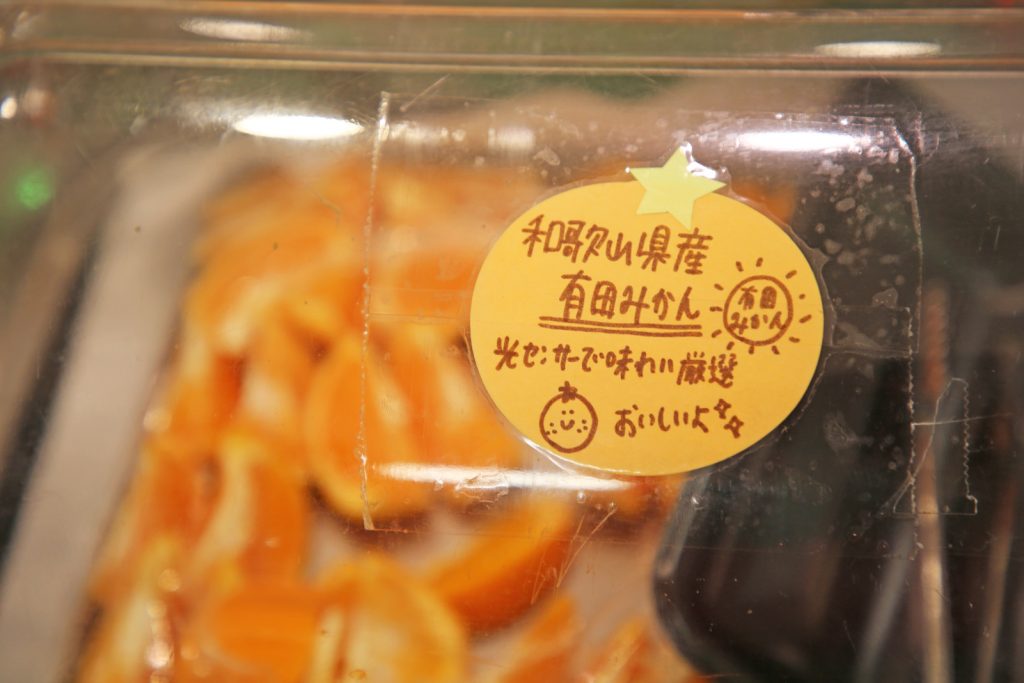 和歌山県産
有田みかん
有田
みかん
光センサーで味わい厳選
おいしいよ